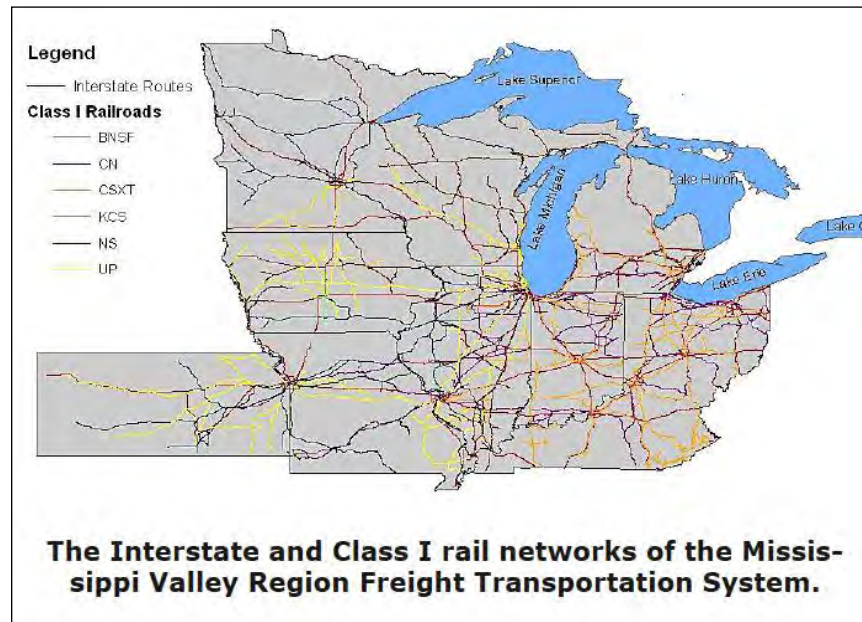 Legend
Interstate Routes
Class I Railroads
BNSF
CN
CSXT
KCS
NS
UP
Lake Superior
Lake Michigan
Lake Huron
Lake
Lake Erie
The Interstate and Class I rail networks of the Missis-
sippi Valley Region Freight Transportation System.